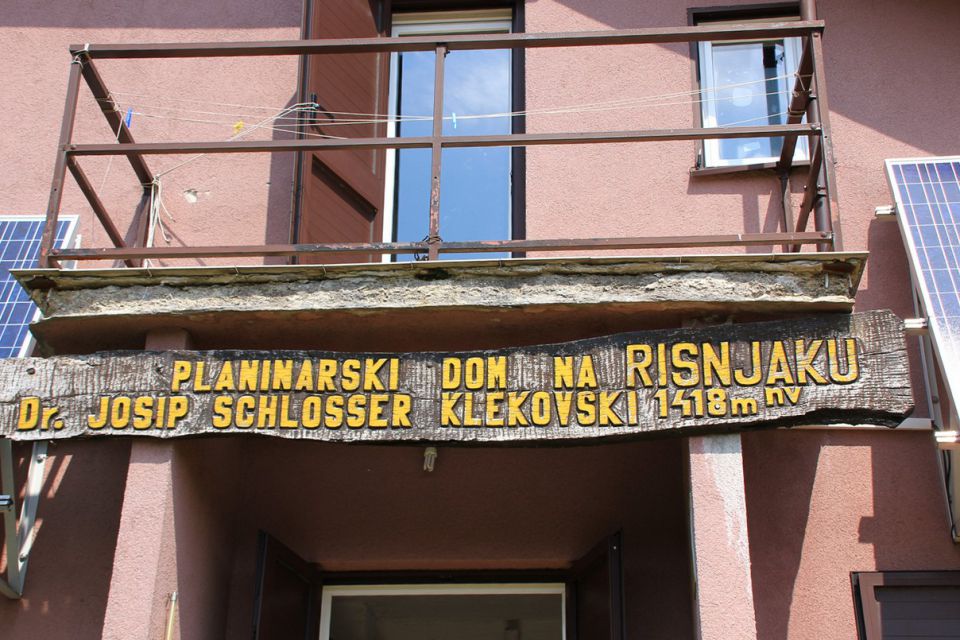 PLANINARSKI DOM NA RISNJAKU
Dr. JOSIP SCHLOSSER KLEKOVSKI 1418m nv